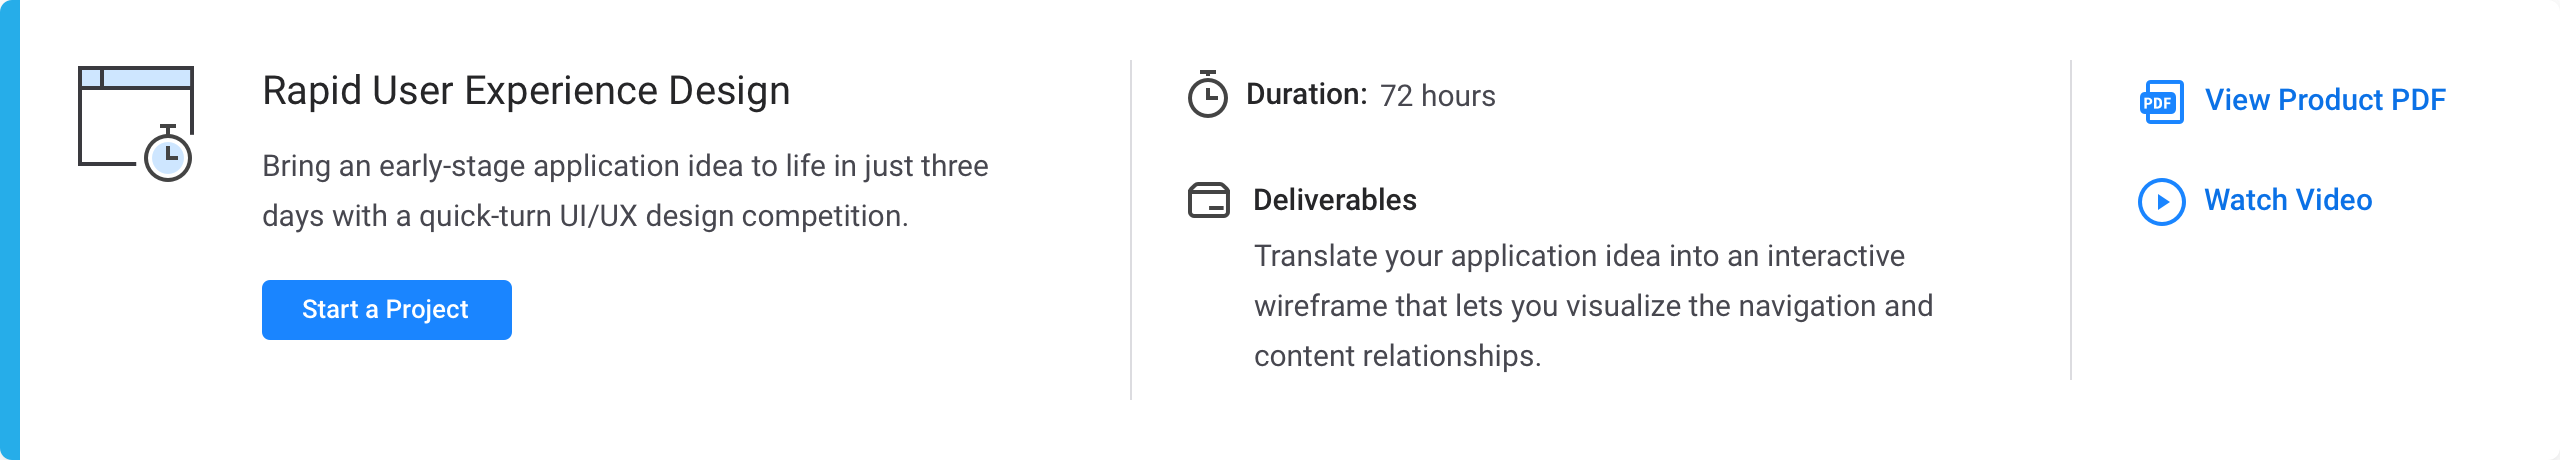 Rapid User Experience Design
Bring an early-stage application idea to life in just three
days with a quick-turn UI/UX design competition.
Start a Project
Duration: 72 hours
Deliverables
Translate your application idea into an interactive
wireframe that lets you visualize the navigation and
content relationships.
PDF View Product PDF
Watch Video